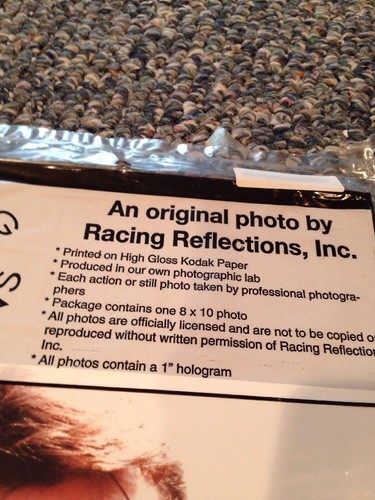 An original photo by
Racing Reflections, Inc.
* Printed on High Gloss Kodak Paper
* Produced in our own photographic lab
* Each action or still photo taken by professional photogra-
phers
* Package contains one 8 x 10 photo
* All photos are officially licensed and are not to be copied o
reproduced without written permission of Racing Reflection
Inc.
* All photos contain a 1" hologram